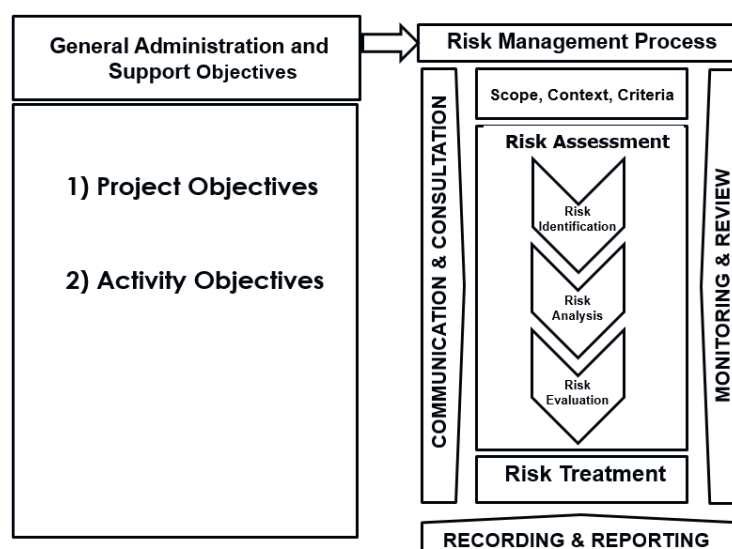 General Administration and
Support Objectives
1) Project Objectives
2) Activity Objectives
Risk Management Process
COMMUNICATION & CONSULTATION
Scope, Context, Criteria
Risk Assessment
Risk
Identification
Risk
Analysis
Risk
Evaluation
Risk Treatment
MONITORING & REVIEW
RECORDING & REPORTING